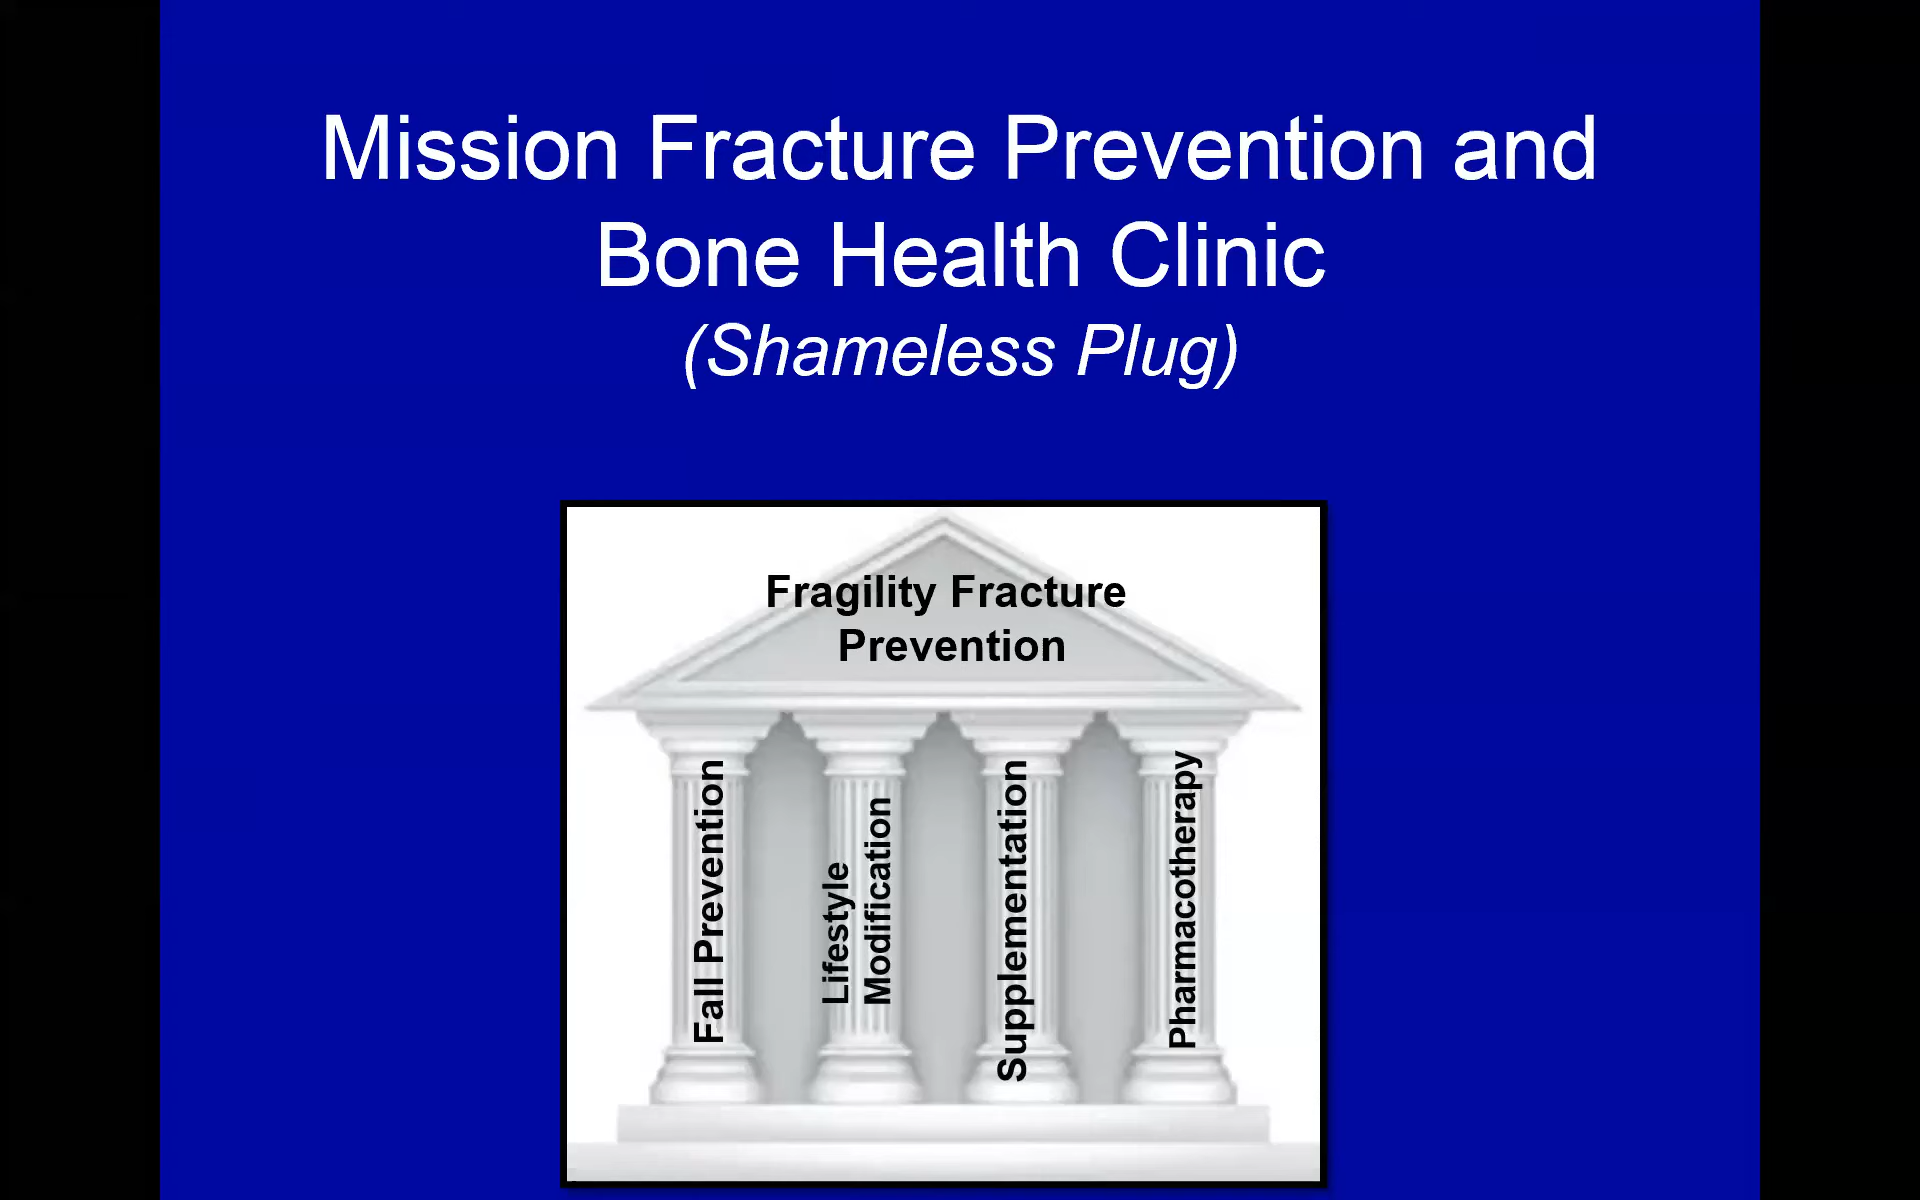 Mission Fracture Prevention and
Bone Health Clinic
(Shameless Plug)
Fragility Fracture
Prevention
Fall Prevention
Lifestyle
Modification
Supplementation
Pharmacotherapy